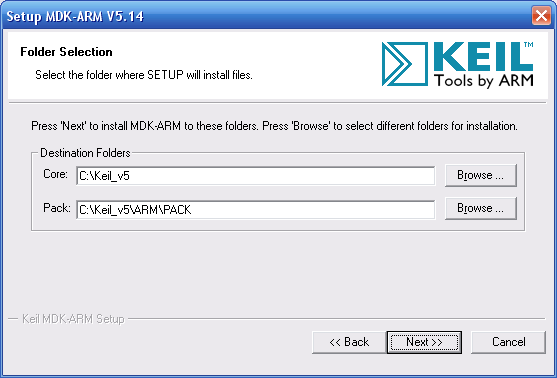 Setup MDK-ARM V5.14
Folder Selection
Select the folder where SETUP will install files.
KEIL™
Tools by ARM
Press 'Next' to install MDK-ARM to these folders. Press 'Browse' to select different folders for installation.
Destination Folders
Core: C:\Keil_v5 Browse ...
Pack: C:\Keil_v5\ARM\PACK Browse ...
Keil MDK-ARM Setup
<< Back Next >> Cancel